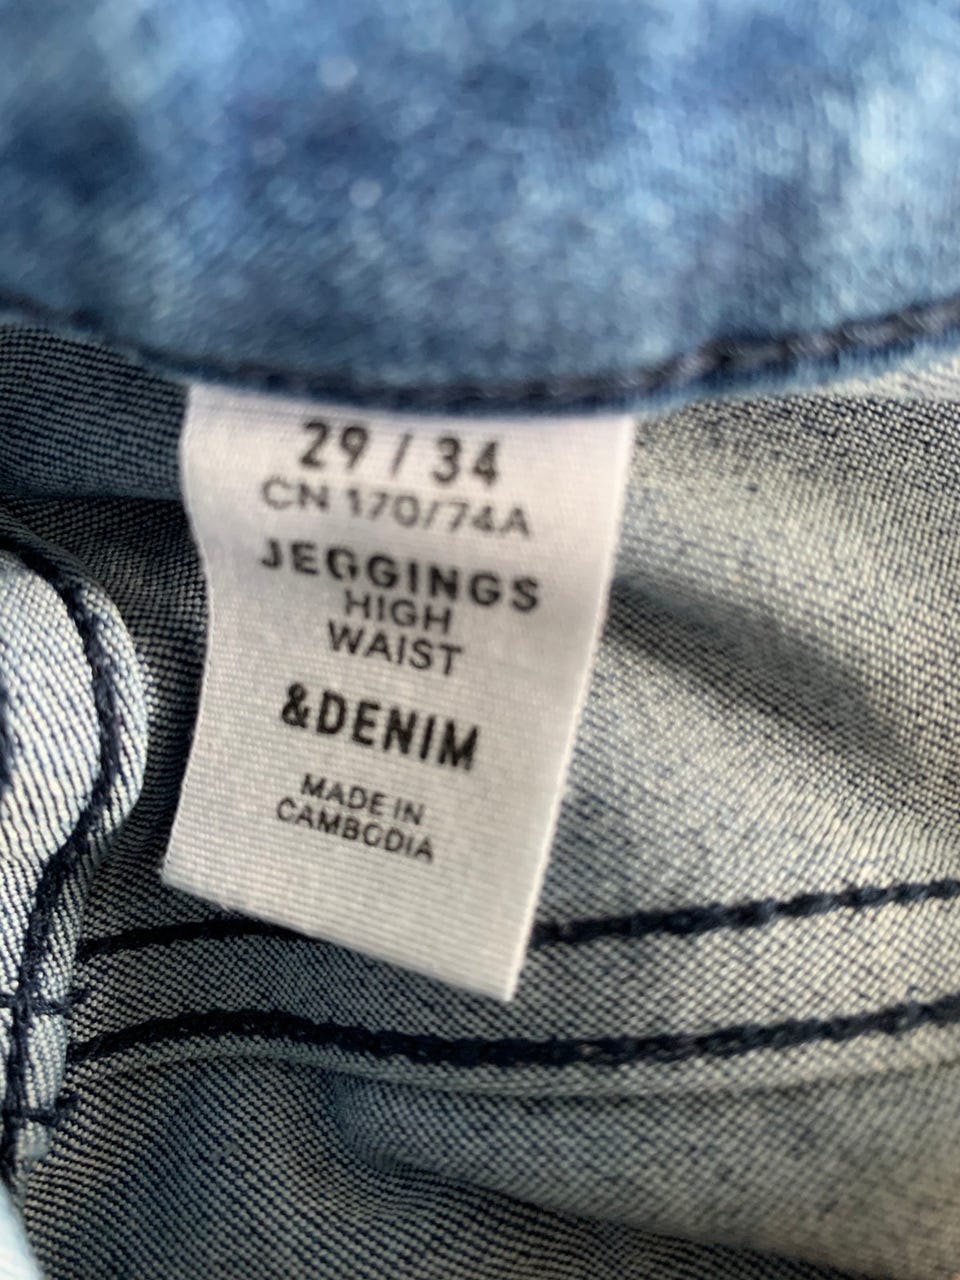 29 / 34
CN 170/74A
JEGGINGS
HIGH
WAIST
&DENIM
MADE IN
CAMBODIA